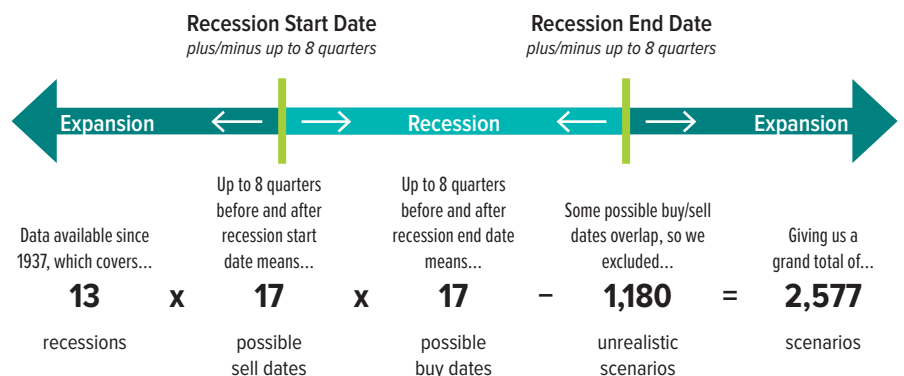 Recession Start Date
plus/minus up to 8 quarters
Recession End Date
plus/minus up to 8 quarters
Expansion
Recession
Expansion
Data available since
1937, which covers...
13
recessions
x
Up to 8 quarters
before and after
recession start
date means...
17
possible
sell dates
x
Up to 8 quarters
before and after
recession end date
means...
17
possible
buy dates
–
Some possible buy/sell
dates overlap, so we
excluded...
1,180
unrealistic
scenarios
=
Giving us a
grand total of...
2,577
scenarios